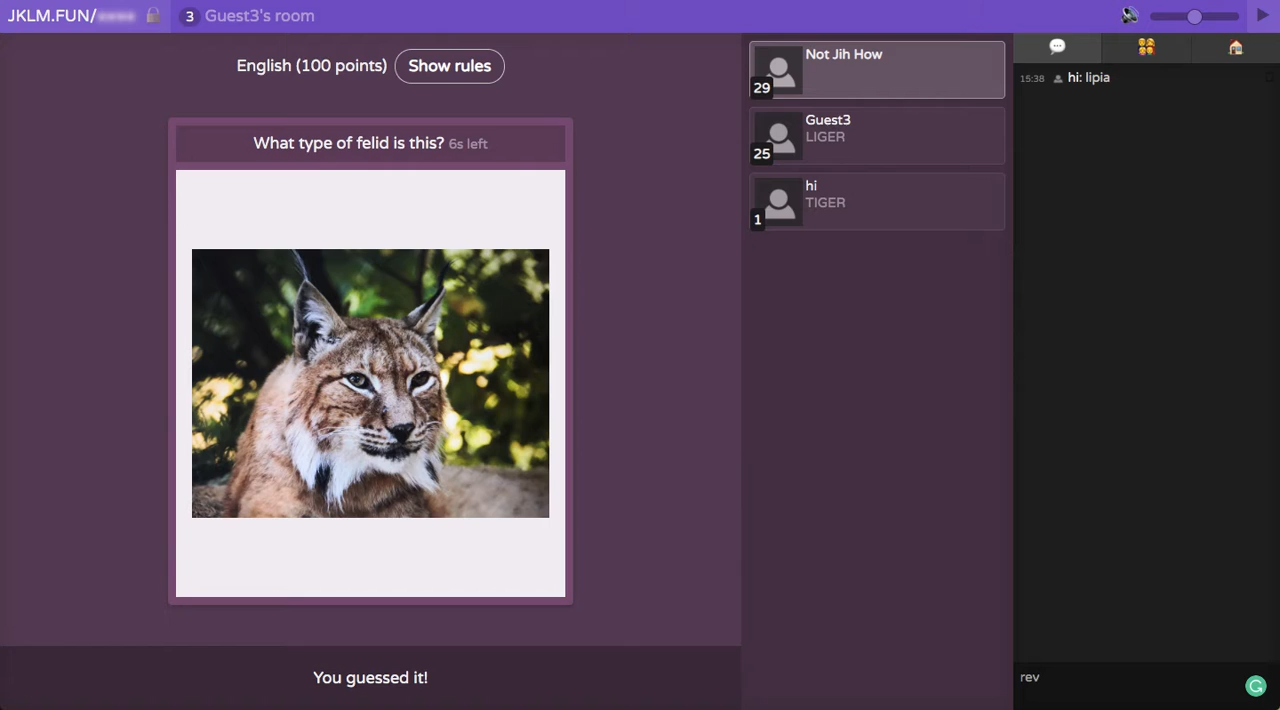 JKLM.FUN/
3 Guest3's room
English (100 points) Show rules
What type of felid is this? 6s left
You guessed it!
Not Jih How
29
Guest3
LIGER
25
hi
TIGER
1
15:38 hi: lipia
rev